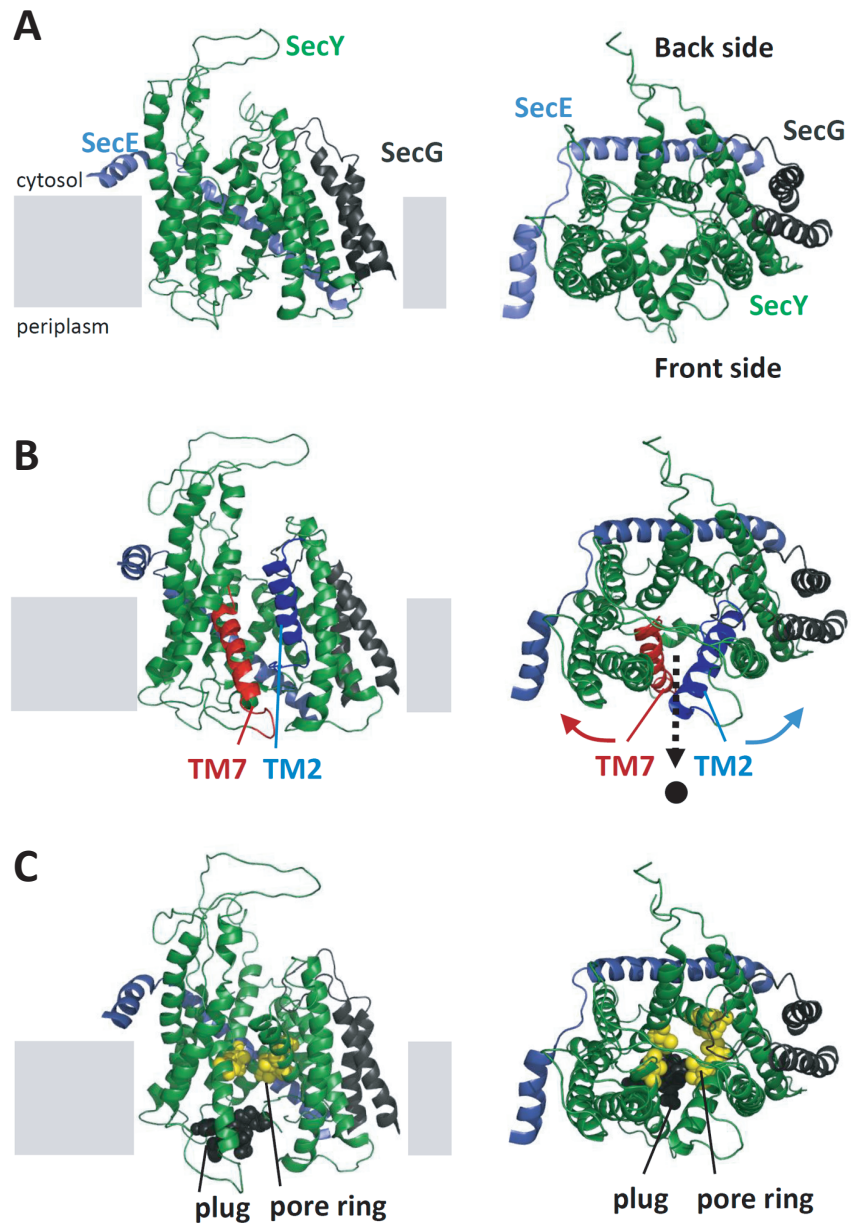 A
SecY
Back side
SecE
SecE
SecG
SecG
cytosol
SecY
periplasm
Front side
B
TM7 TM2
TM7 TM2
C
plug pore ring
plug pore ring